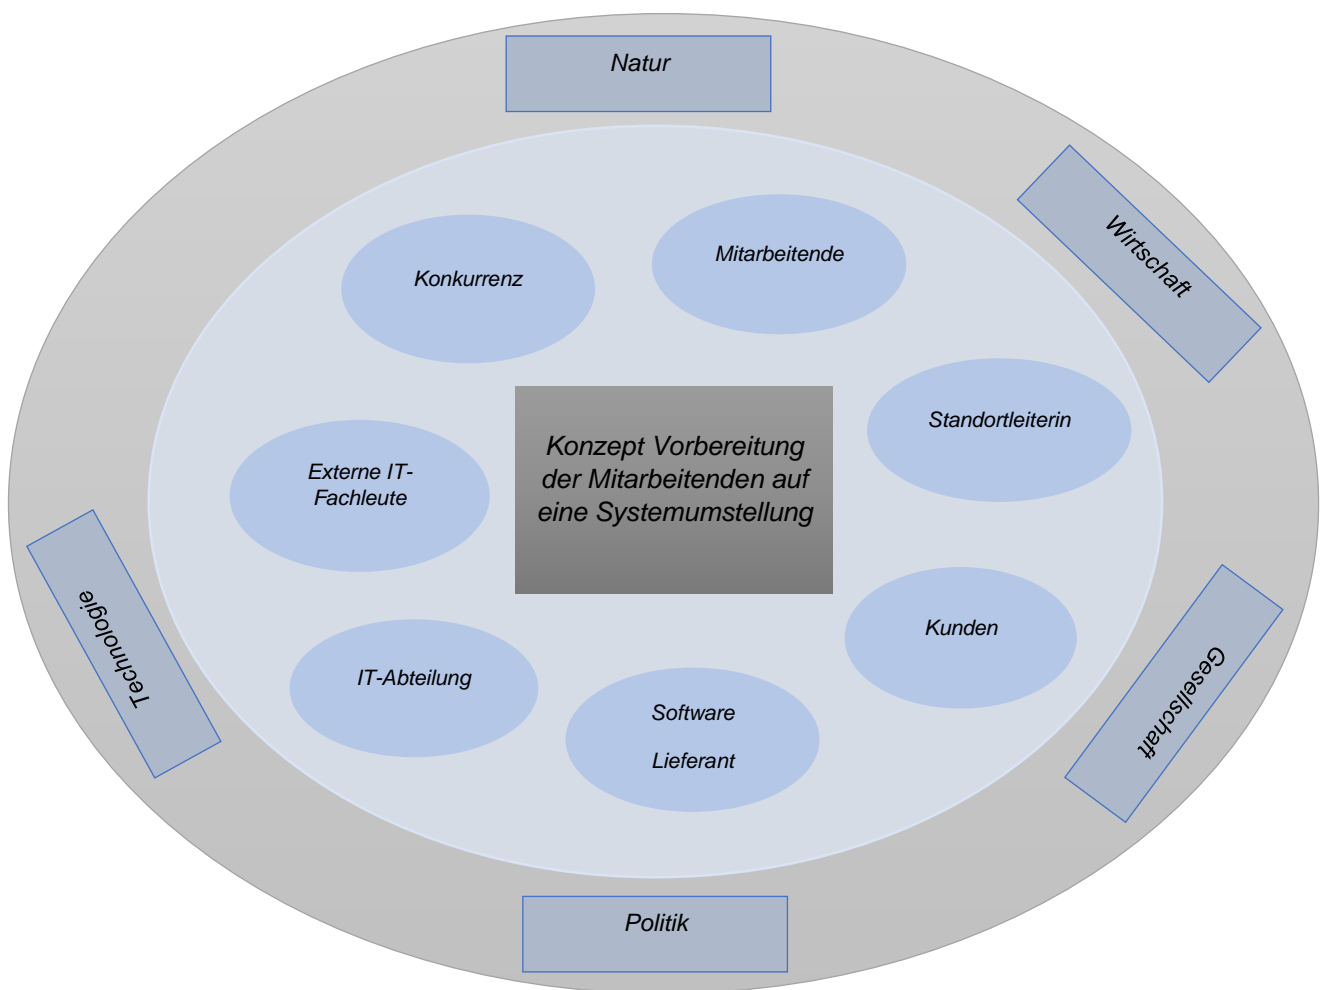 Natur
Wirtschaft
Mitarbeitende
Konkurrenz
Standortleiterin
Konzept Vorbereitung
der Mitarbeitenden auf
eine Systemumstellung
Externe IT-
Fachleute
Technologie
Kunden
Gesellschaft
IT-Abteilung
Software
Lieferant
Politik